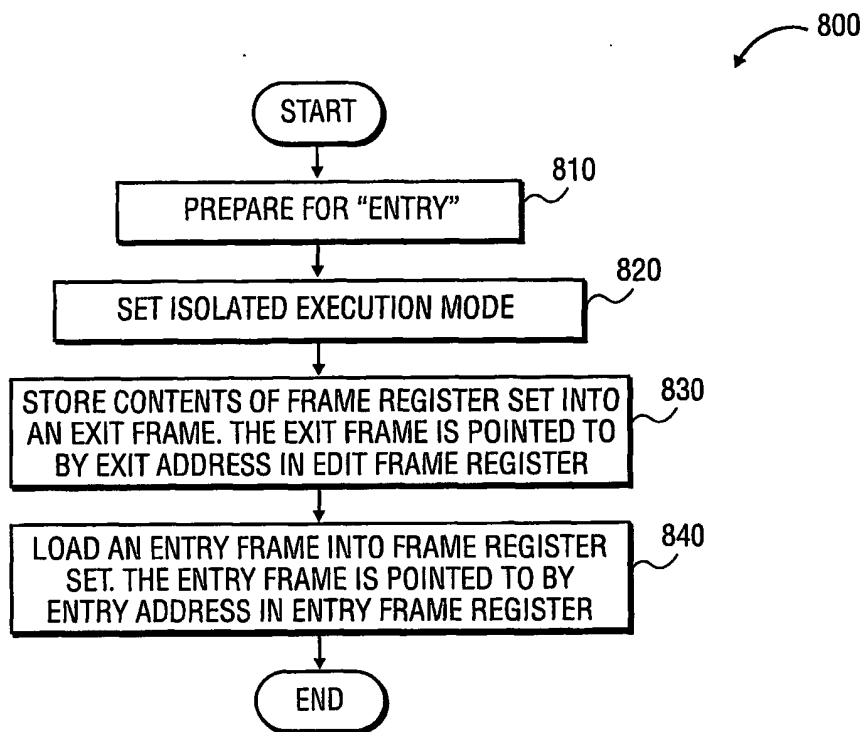 800
START
810
PREPARE FOR “ENTRY”
820
SET ISOLATED EXECUTION MODE
830
STORE CONTENTS OF FRAME REGISTER SET INTO
AN EXIT FRAME. THE EXIT FRAME IS POINTED TO
BY EXIT ADDRESS IN EDIT FRAME REGISTER
840
LOAD AN ENTRY FRAME INTO FRAME REGISTER
SET. THE ENTRY FRAME IS POINTED TO BY
ENTRY ADDRESS IN ENTRY FRAME REGISTER
END